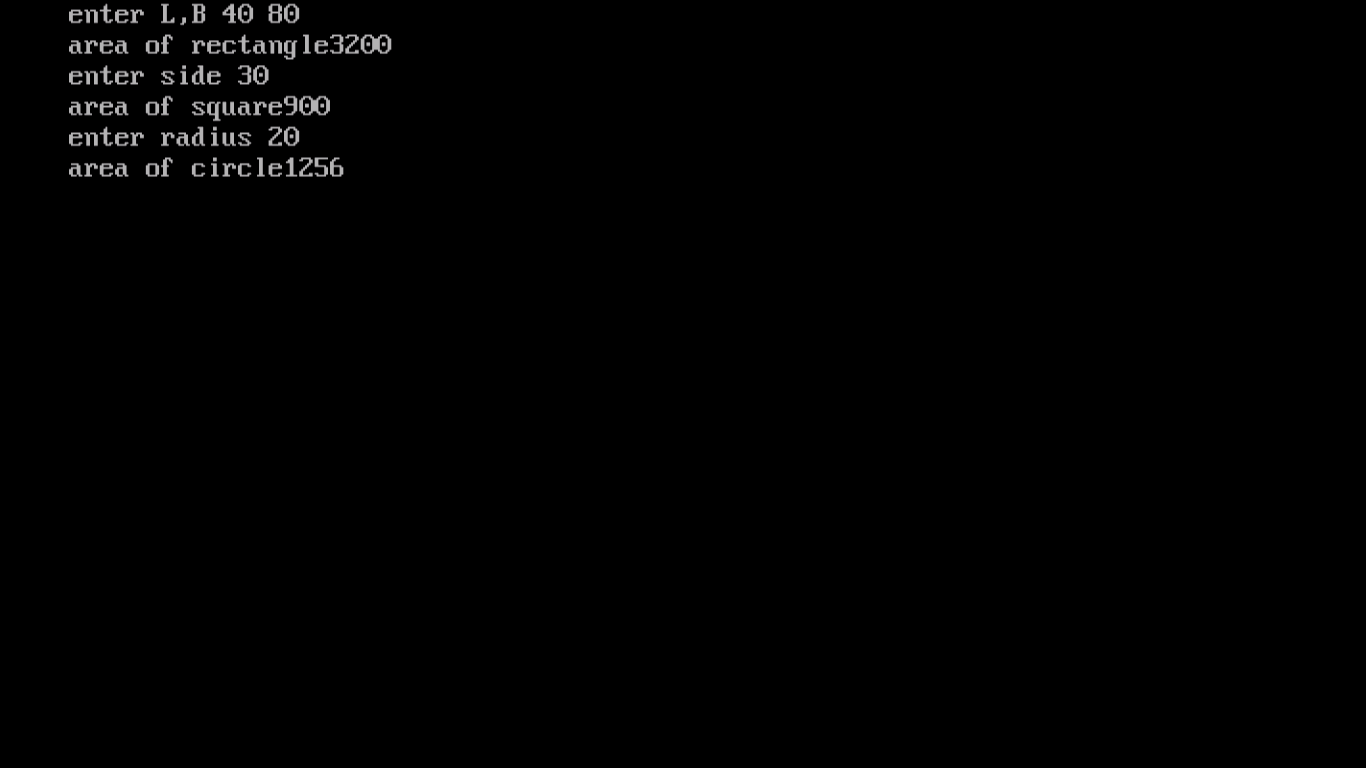 enter L,B 40 80
area of rectangle3200
enter side 30
area of square900
enter radius 20
area of circle1256